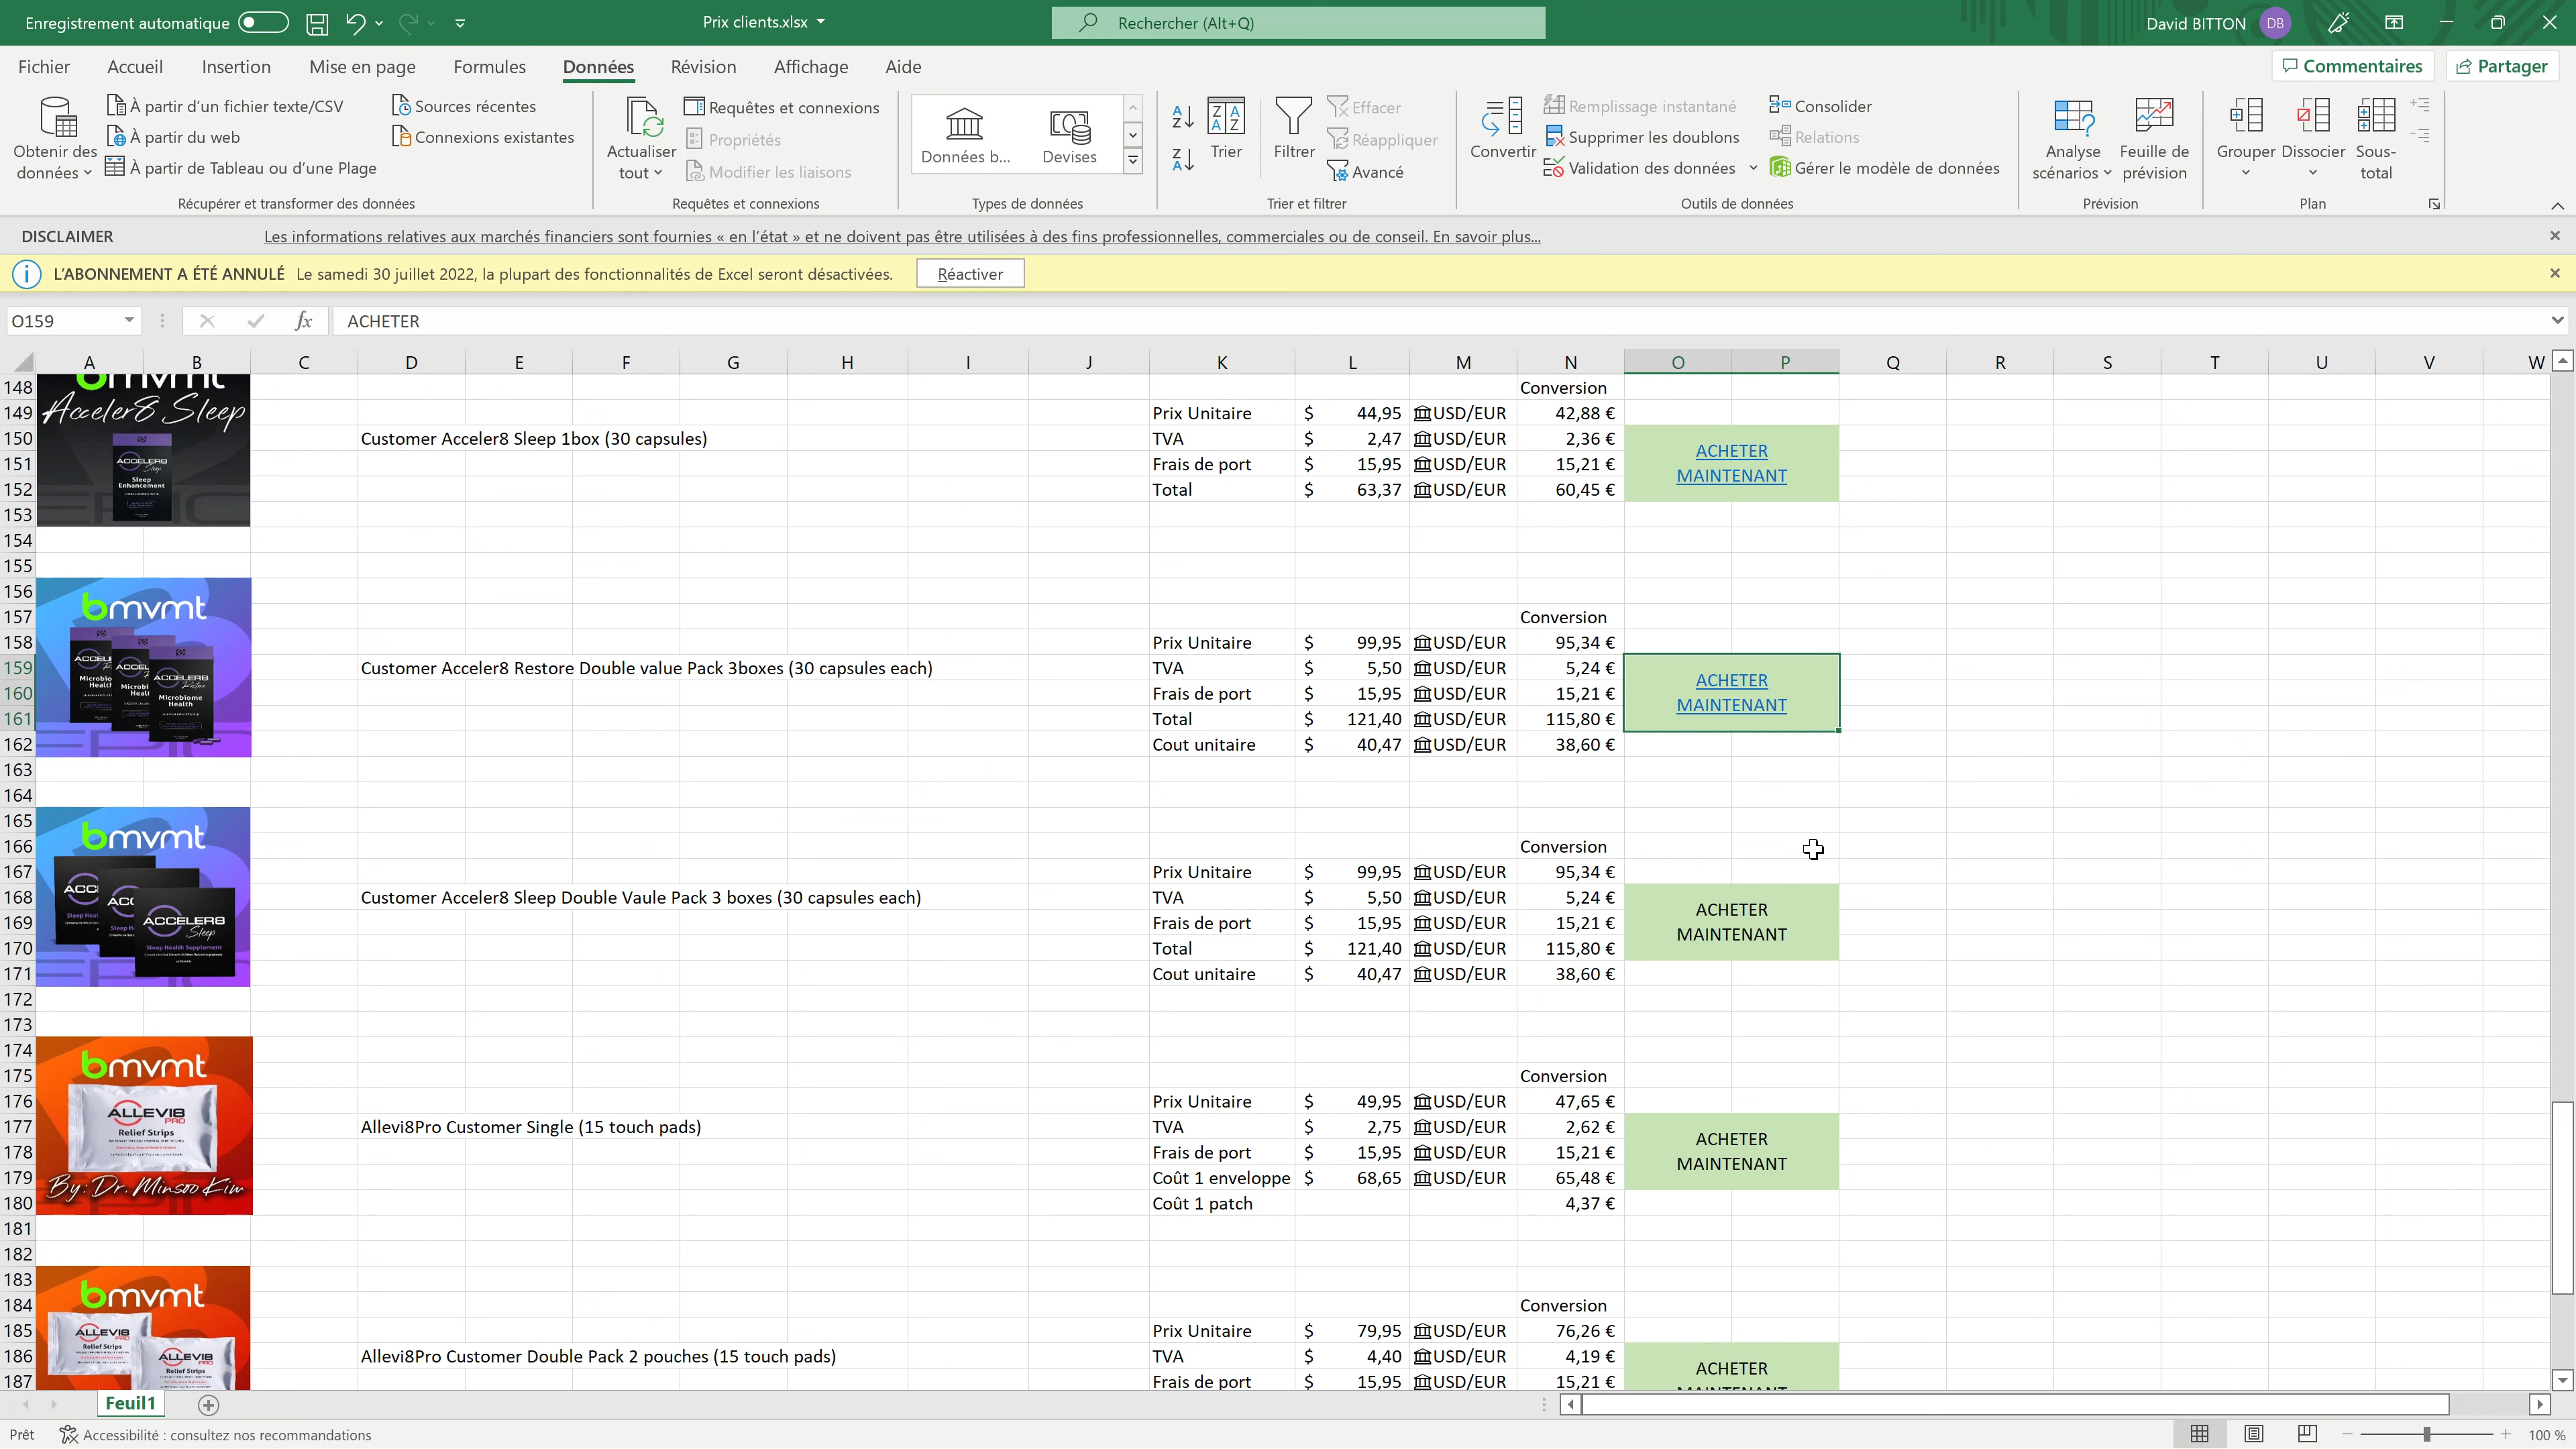 Enregistrement automatique
Prix clients.xlsx
Rechercher (Alt+Q)
David BITTON
DB
Fichier Accueil Insertion Mise en page Formules Données Révision Affichage Aide
Commentaires
Partager
Obtenir des données
À partir d'un fichier texte/CSV
À partir du web
À partir de Tableau ou d'une Plage
Sources récentes
Connexions existantes
Récupérer et transformer des données
Actualiser tout
Requêtes et connexions
Propriétés
Modifier les liaisons
Requêtes et connexions
Données b...
Devises
Types de données
Trier
Filtrer
Effacer
Réappliquer
Avancé
Trier et filtrer
Convertir
Remplissage instantané
Supprimer les doublons
Validation des données
Consolider
Relations
Gérer le modèle de données
Outils de données
Analyse scénarios
Feuille de prévision
Prévision
Grouper
Dissocier
Sous-total
Plan
DISCLAIMER Les informations relatives aux marchés financiers sont fournies « en l'état » et ne doivent pas être utilisées à des fins professionnelles, commerciales ou de conseil. En savoir plus...
L'ABONNEMENT A ÉTÉ ANNULÉ Le samedi 30 juillet 2022, la plupart des fonctionnalités de Excel seront désactivées. Réactiver
O159 fx ACHETER
A B C D E F G H I J K L M N O P Q R S T U V W
148 bmvmt Conversion
149 Acceler8 Sleep Prix Unitaire $ 44,95 USD/EUR 42,88 €
150 Customer Acceler8 Sleep 1box (30 capsules) TVA $ 2,47 USD/EUR 2,36 €
151 ACCELER8 Sleep Frais de port $ 15,95 USD/EUR 15,21 € ACHETER
152 Sleep Enhancement Total $ 63,37 USD/EUR 60,45 € MAINTENANT
153
154
155
156
157 bmvmt Conversion
158 Prix Unitaire $ 99,95 USD/EUR 95,34 €
159 Customer Acceler8 Restore Double value Pack 3boxes (30 capsules each) TVA $ 5,50 USD/EUR 5,24 €
160 ACCELER8 Restore Frais de port $ 15,95 USD/EUR 15,21 € ACHETER
161 Microbiome Health Total $ 121,40 USD/EUR 115,80 € MAINTENANT
162 Cout unitaire $ 40,47 USD/EUR 38,60 €
163
164
165
166 bmvmt Conversion
167 Prix Unitaire $ 99,95 USD/EUR 95,34 €
168 Customer Acceler8 Sleep Double Vaule Pack 3 boxes (30 capsules each) TVA $ 5,50 USD/EUR 5,24 €
169 ACCELER8 Sleep Frais de port $ 15,95 USD/EUR 15,21 € ACHETER
170 Sleep Health Supplement Total $ 121,40 USD/EUR 115,80 € MAINTENANT
171 Cout unitaire $ 40,47 USD/EUR 38,60 €
172
173
174
175 bmvmt Conversion
176 Prix Unitaire $ 49,95 USD/EUR 47,65 €
177 ALLEVI8 PRO Allevi8Pro Customer Single (15 touch pads) TVA $ 2,75 USD/EUR 2,62 €
178 Relief Strips Frais de port $ 15,95 USD/EUR 15,21 € ACHETER
179 By: Dr. Minsoo Kim Coût 1 enveloppe $ 68,65 USD/EUR 65,48 € MAINTENANT
180 Coût 1 patch 4,37 €
181
182
183
184 bmvmt Conversion
185 ALLEVI8 Relief Strips Prix Unitaire $ 79,95 USD/EUR 76,26 €
186 ALLEVI8 Relief Strips Allevi8Pro Customer Double Pack 2 pouches (15 touch pads) TVA $ 4,40 USD/EUR 4,19 € ACHETER
187 Frais de port $ 15,95 USD/EUR 15,21 € MAINTENANT
Feuil1
Prêt Accessibilité : consultez nos recommandations
100 %